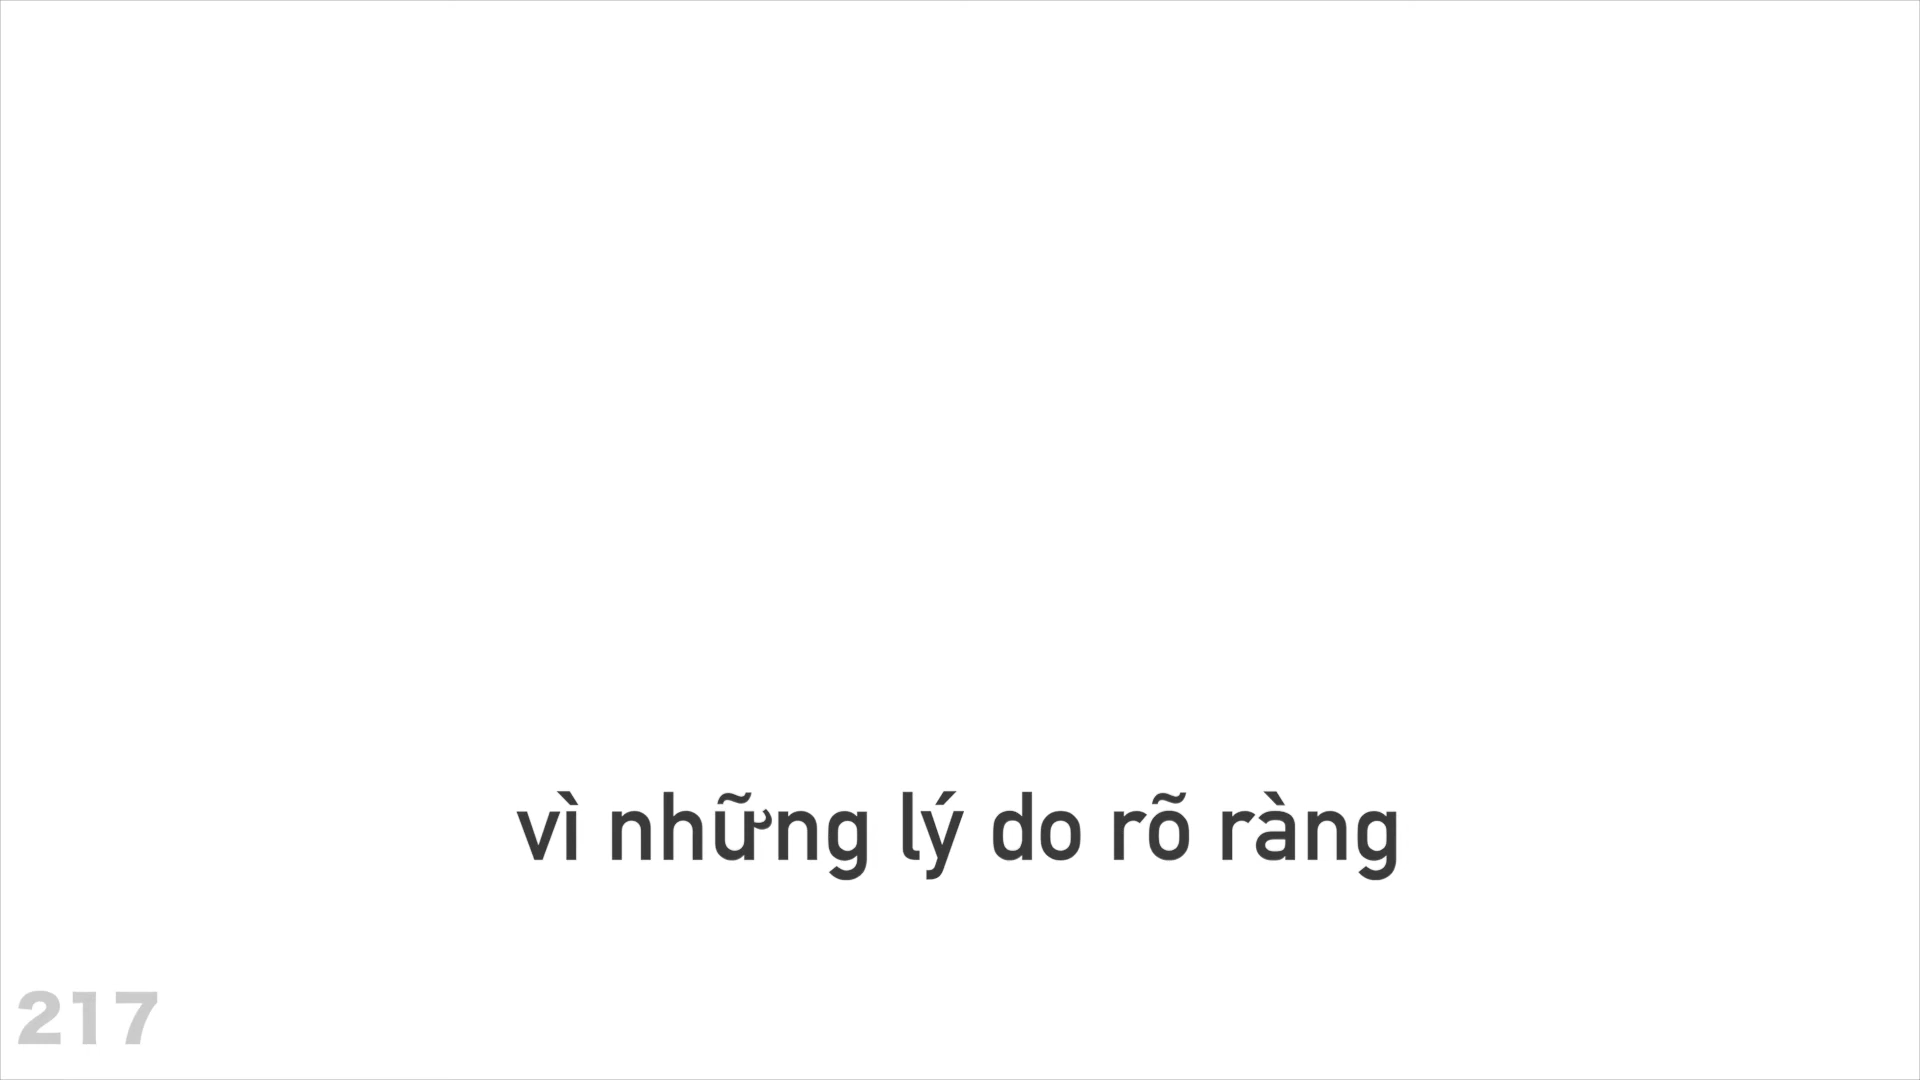 vì những lý do rõ ràng
217